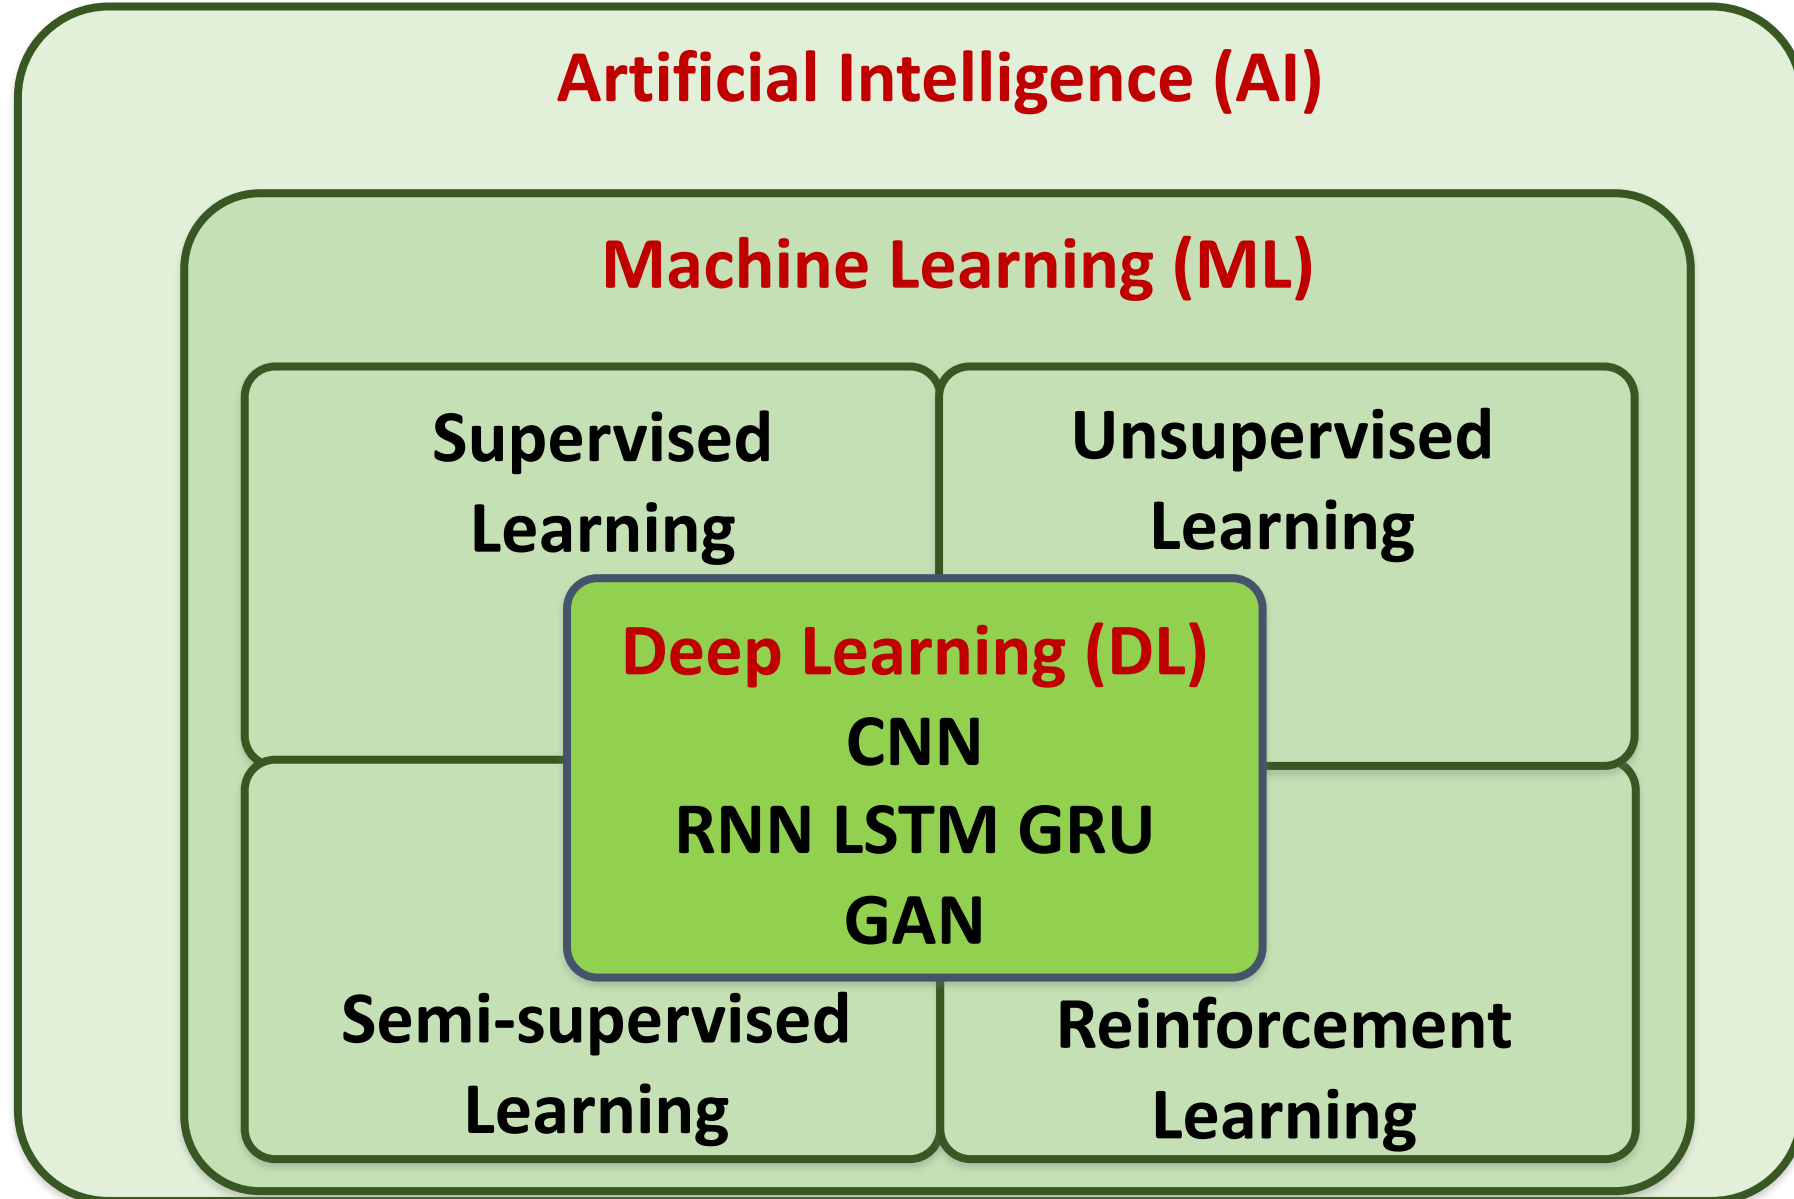 Artificial Intelligence (AI)
Machine Learning (ML)
Supervised
Learning
Unsupervised
Learning
Deep Learning (DL)
CNN
RNN LSTM GRU
GAN
Semi-supervised
Learning
Reinforcement
Learning